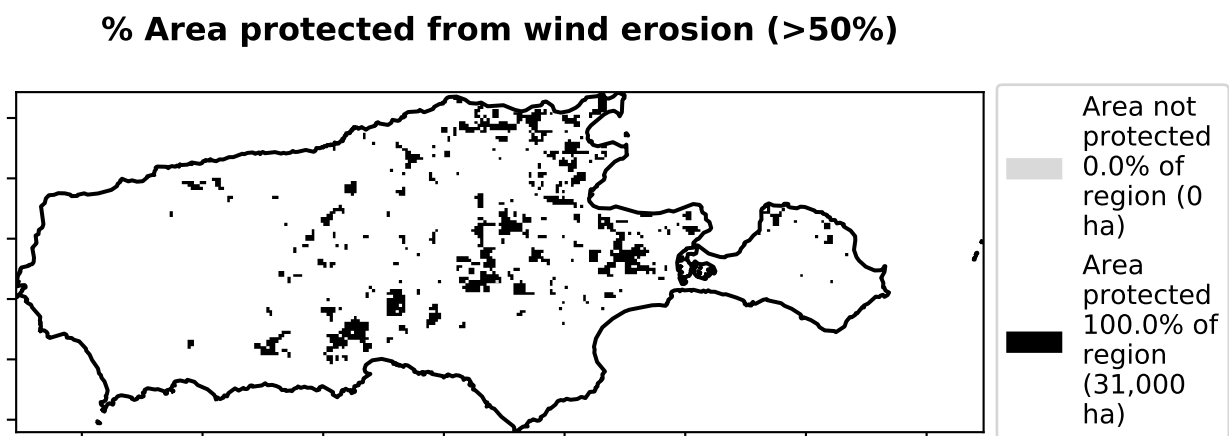 % Area protected from wind erosion (>50%)
Area not
protected
0.0% of
region (0
ha)
Area
protected
100.0% of
region
(31,000
ha)